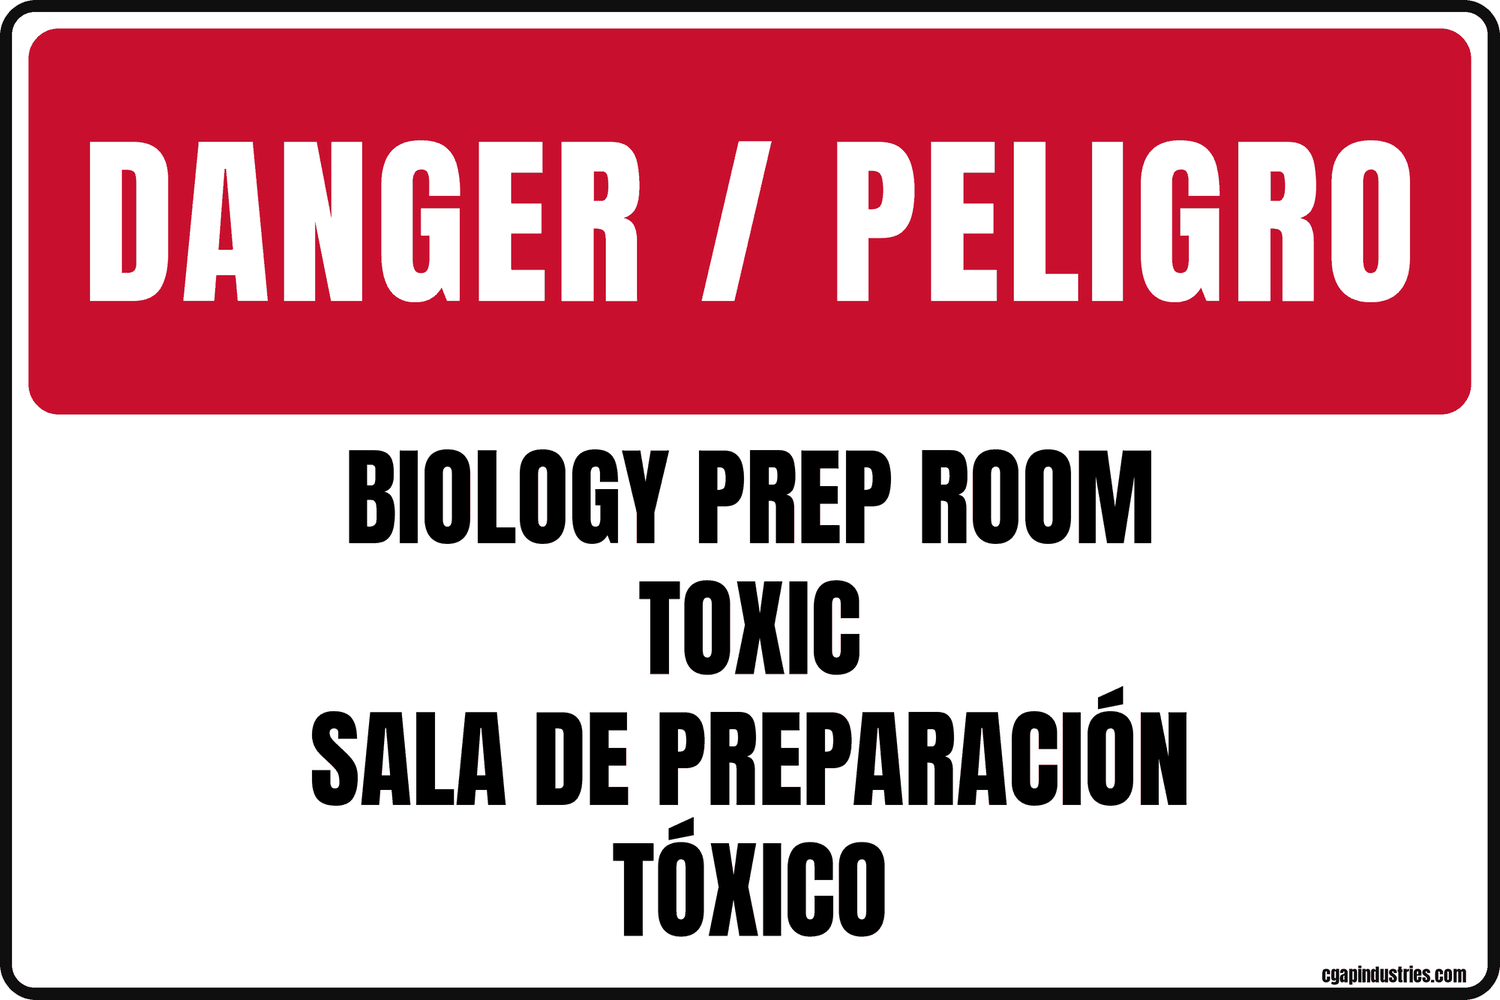 DANGER / PELIGRO
BIOLOGY PREP ROOM
TOXIC
SALA DE PREPARACIÓN
TÓXICO
cgapindustries.com